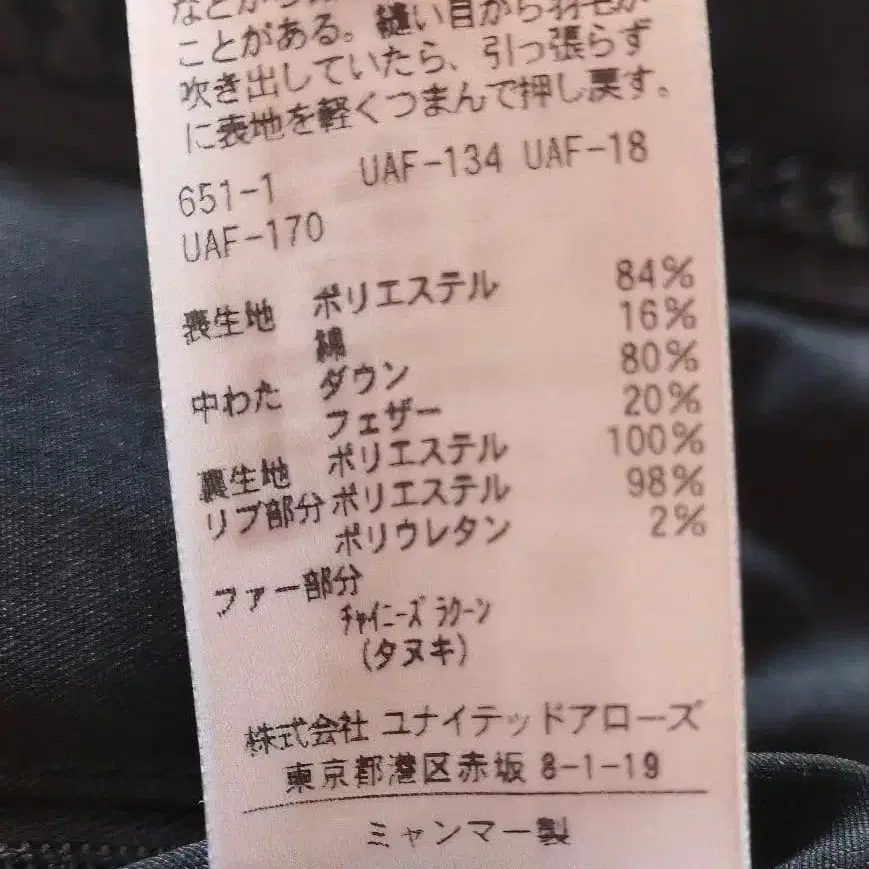 ことがある。縫い目から羽毛が
吹き出していたら、引っ張らず
に表地を軽くつまんで押し戻す。
651-1 UAF-134 UAF-18
UAF-170
表生地 ポリエステル 84%
綿 16%
中わた ダウン 80%
フェザー 20%
裏生地 ポリエステル 100%
リブ部分 ポリエステル 98%
ポリウレタン 2%
ファー部分
チャイニーズ ラクーン
(タヌキ)
株式会社 ユナイテッドアローズ
東京都港区赤坂 8-1-19
ミャンマー製